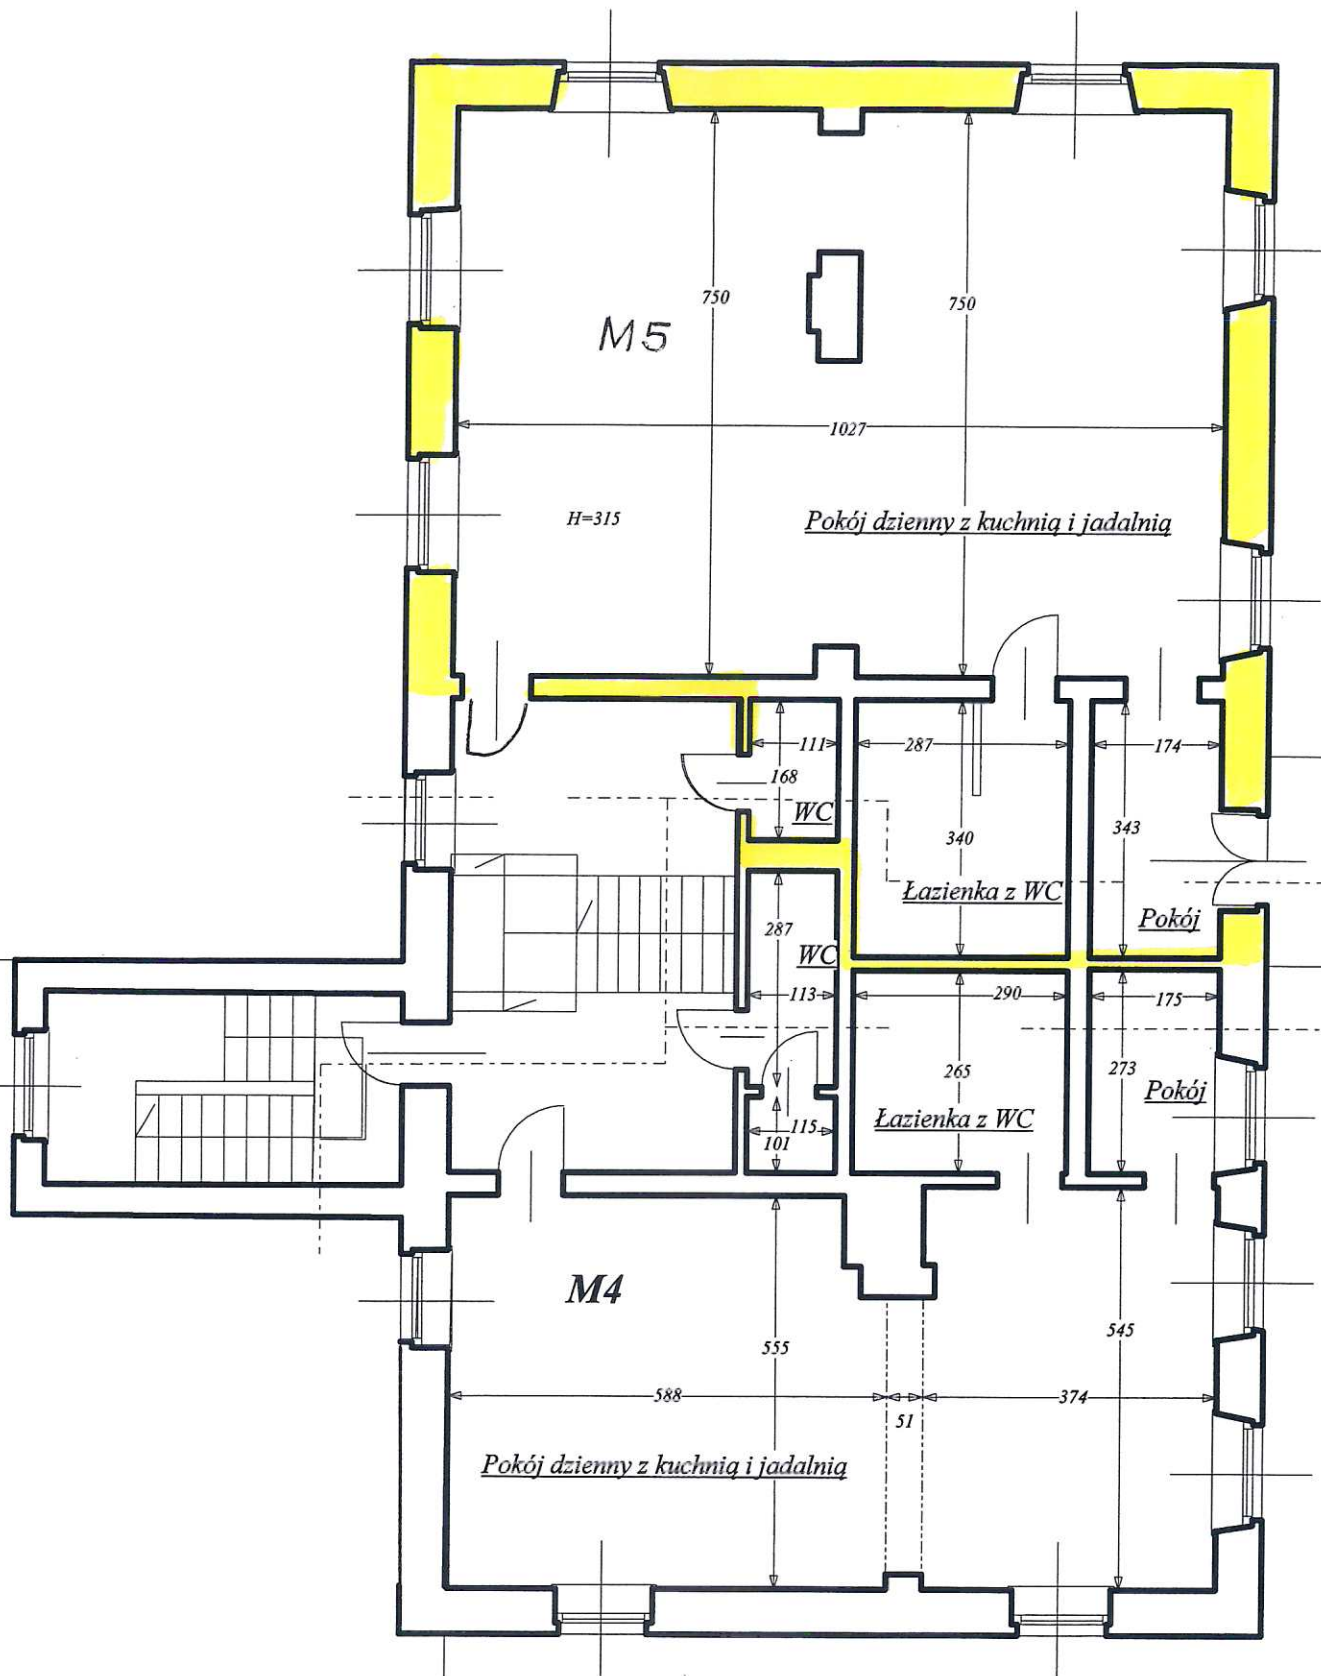 750
750
M5
1027
H=315
Pokój dzienny z kuchnią i jadalnią
111
287
174
168
WC
340
343
Łazienka z WC
Pokój
287
WC
113
290
175
265
273
Pokój
115
Łazienka z WC
101
M4
555
545
588
51
374
Pokój dzienny z kuchnią i jadalnią